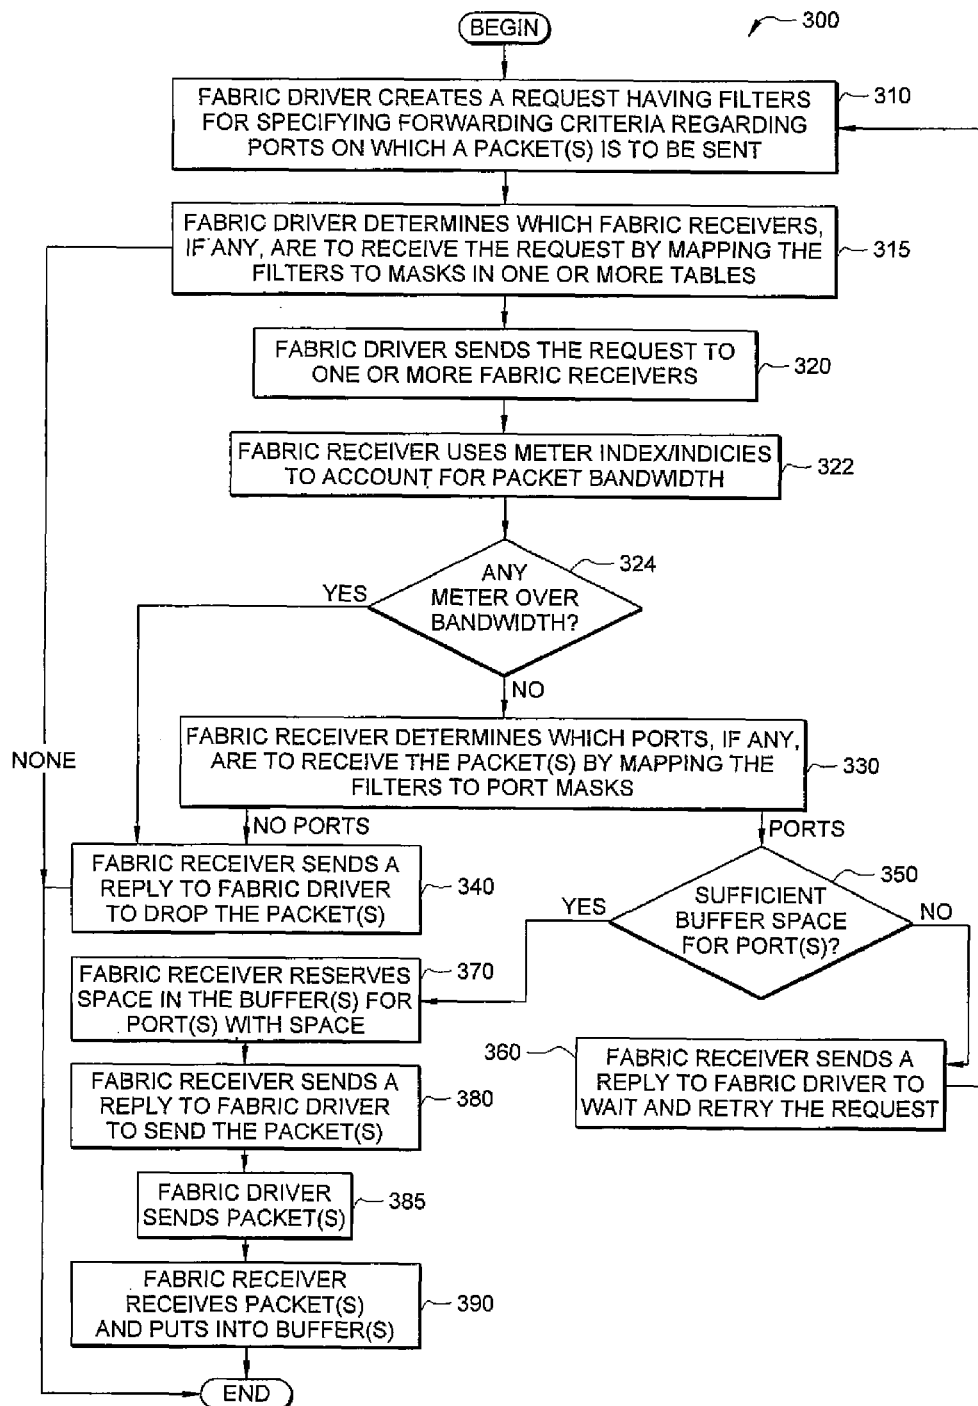 BEGIN
300
FABRIC DRIVER CREATES A REQUEST HAVING FILTERS
FOR SPECIFYING FORWARDING CRITERIA REGARDING
PORTS ON WHICH A PACKET(S) IS TO BE SENT
310
FABRIC DRIVER DETERMINES WHICH FABRIC RECEIVERS,
IF ANY, ARE TO RECEIVE THE REQUEST BY MAPPING THE
FILTERS TO MASKS IN ONE OR MORE TABLES
315
FABRIC DRIVER SENDS THE REQUEST TO
ONE OR MORE FABRIC RECEIVERS
320
FABRIC RECEIVER USES METER INDEX/INDICIES
TO ACCOUNT FOR PACKET BANDWIDTH
322
ANY
METER OVER
BANDWIDTH?
324
YES
NO
NONE
FABRIC RECEIVER DETERMINES WHICH PORTS, IF ANY,
ARE TO RECEIVE THE PACKET(S) BY MAPPING THE
FILTERS TO PORT MASKS
330
NO PORTS
PORTS
FABRIC RECEIVER SENDS A
REPLY TO FABRIC DRIVER
TO DROP THE PACKET(S)
340
SUFFICIENT
BUFFER SPACE
FOR PORT(S)?
350
YES
NO
FABRIC RECEIVER RESERVES
SPACE IN THE BUFFER(S) FOR
PORT(S) WITH SPACE
370
360
FABRIC RECEIVER SENDS A
REPLY TO FABRIC DRIVER TO
WAIT AND RETRY THE REQUEST
FABRIC RECEIVER SENDS A
REPLY TO FABRIC DRIVER
TO SEND THE PACKET(S)
380
FABRIC DRIVER
SENDS PACKET(S)
385
FABRIC RECEIVER
RECEIVES PACKET(S)
AND PUTS INTO BUFFER(S)
390
END